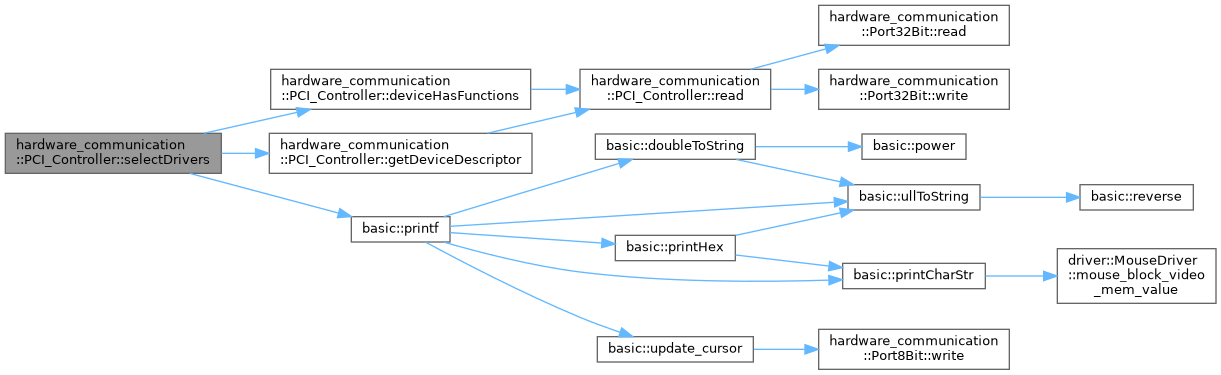 hardware_communication
::PCI_Controller::selectDrivers
hardware_communication
::PCI_Controller::deviceHasFunctions
hardware_communication
::PCI_Controller::getDeviceDescriptor
basic::printf
hardware_communication
::PCI_Controller::read
hardware_communication
::Port32Bit::read
hardware_communication
::Port32Bit::write
basic::doubleToString
basic::power
basic::ullToString
basic::reverse
basic::printHex
basic::printCharStr
driver::MouseDriver
::mouse_block_video
_mem_value
basic::update_cursor
hardware_communication
::Port8Bit::write